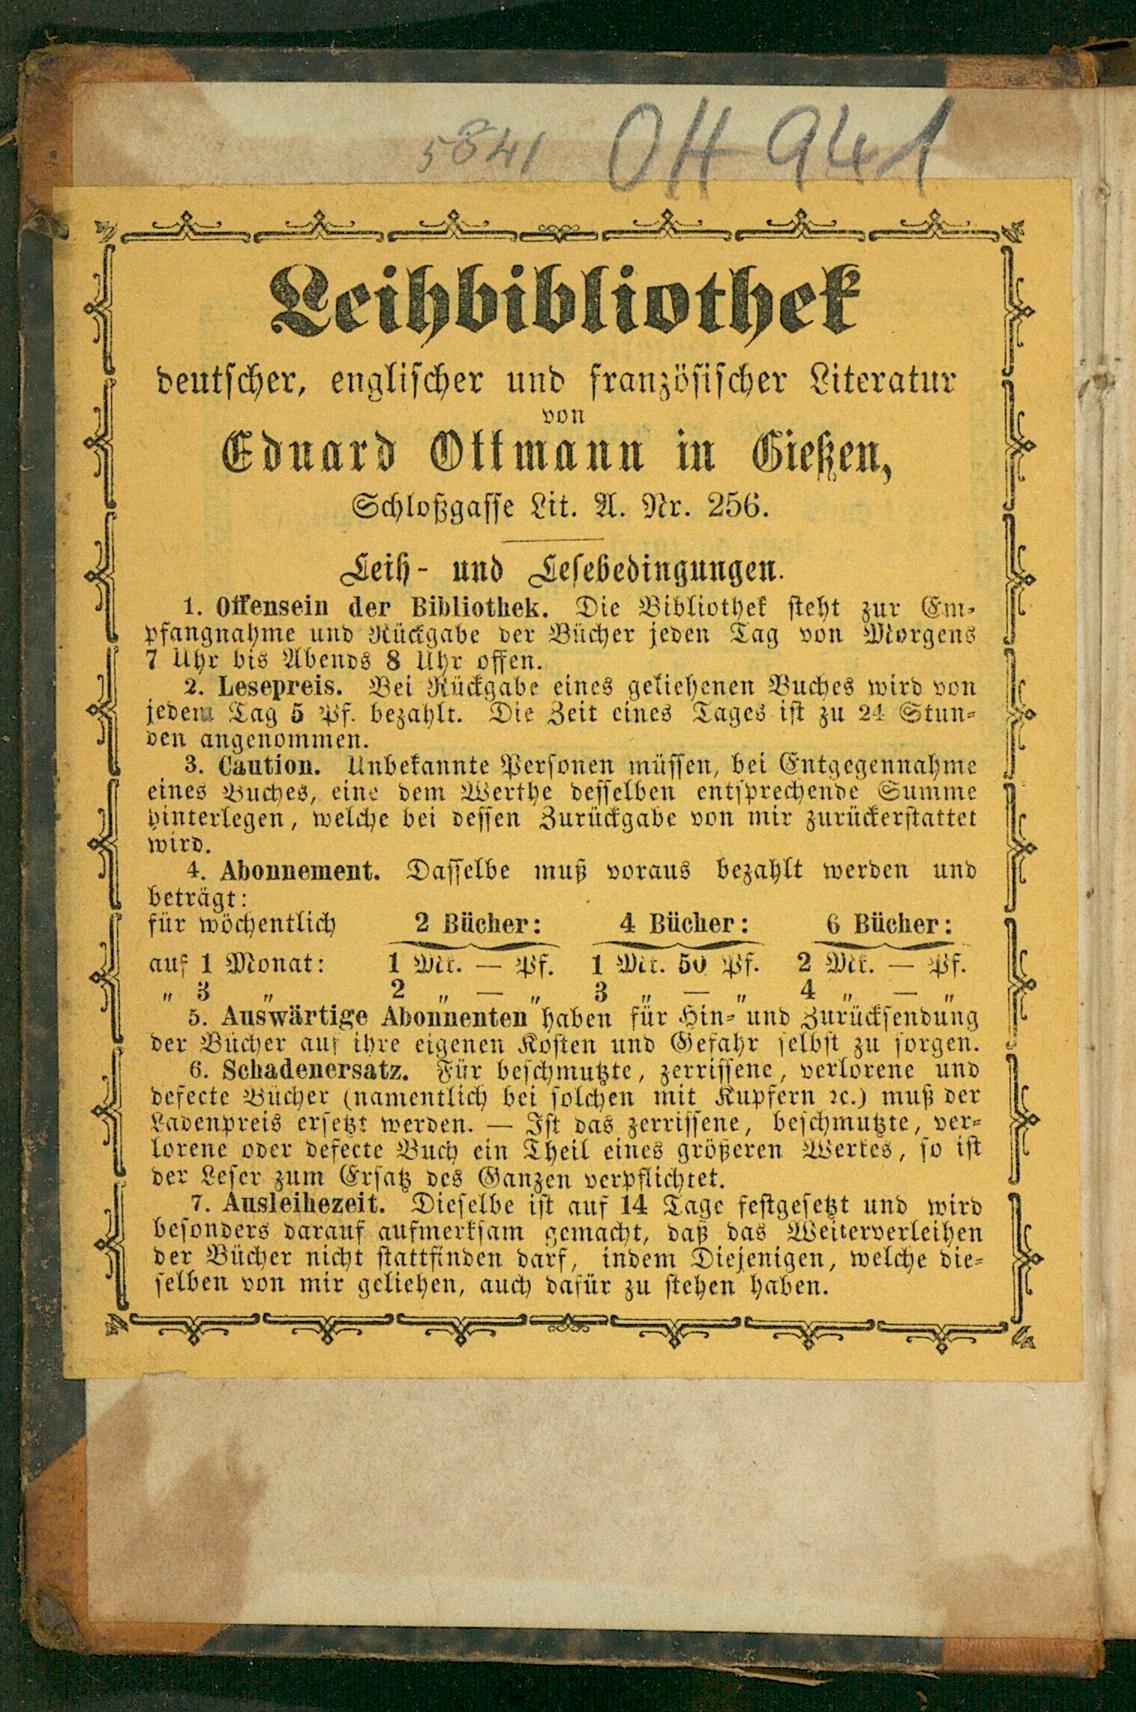 5841 OH 941
Leihbibliothek
deutscher, englischer und französischer Literatur
von
Eduard Ottmann in Gießen,
Schloßgasse Lit. A. Nr. 256.
Leih- und Lesebedingungen.
1. Offensein der Bibliothek. Die Bibliothek steht zur Em-
pfangnahme und Rückgabe der Bücher jeden Tag von Morgens
7 Uhr bis Abends 8 Uhr offen.
2. Lesepreis. Bei Rückgabe eines geliehenen Buches wird von
jedem Tag 5 Pf. bezahlt. Die Zeit eines Tages ist zu 24 Stun-
den angenommen.
3. Caution. Unbekannte Personen müssen, bei Entgegennahme
eines Buches, eine dem Werthe desselben entsprechende Summe
hinterlegen, welche bei dessen Zurückgabe von mir zurückerstattet
wird.
4. Abonnement. Dasselbe muß voraus bezahlt werden und
beträgt:
für wöchentlich 2 Bücher: 4 Bücher: 6 Bücher:
auf 1 Monat: 1 Mk. — Pf. 1 Mk. 50 Pf. 2 Mk. — Pf.
„ 3 „ 2 „ — „ 3 „ — „ 4 „ — „
5. Auswärtige Abonnenten haben für Hin- und Zurücksendung
der Bücher auf ihre eigenen Kosten und Gefahr selbst zu sorgen.
6. Schadenersatz. Für beschmutzte, zerrissene, verlorene und
defecte Bücher (namentlich bei solchen mit Kupfern ꝛc.) muß der
Ladenpreis ersetzt werden. — Ist das zerrissene, beschmutzte, ver-
lorene oder defecte Buch ein Theil eines größeren Werkes, so ist
der Leser zum Ersatz des Ganzen verpflichtet.
7. Ausleihezeit. Dieselbe ist auf 14 Tage festgesetzt und wird
besonders darauf aufmerksam gemacht, daß das Weiterverleihen
der Bücher nicht stattfinden darf, indem Diejenigen, welche die-
selben von mir geliehen, auch dafür zu stehen haben.